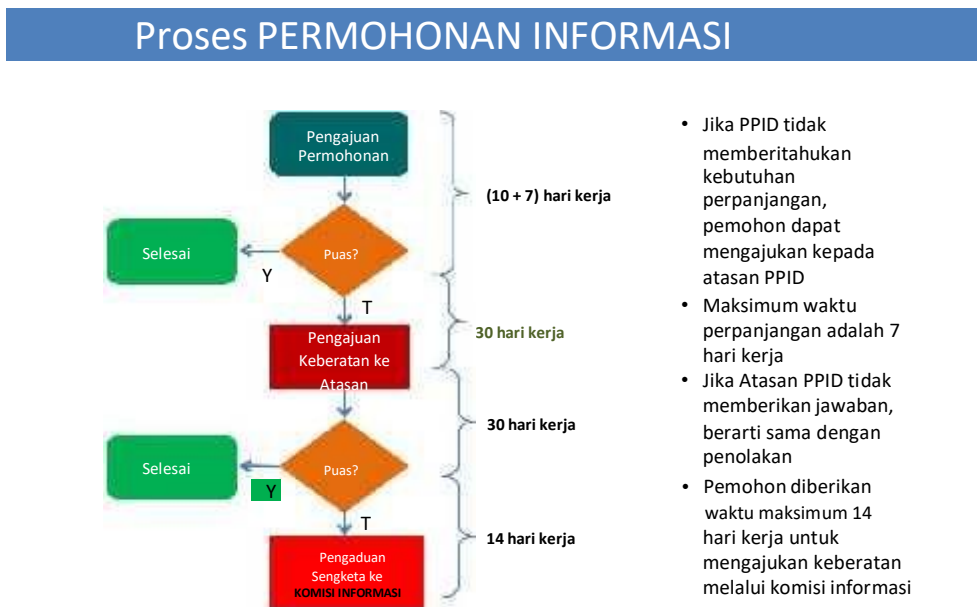 Proses PERMOHONAN INFORMASI
Pengajuan
Permohonan
(10 + 7) hari kerja
Selesai
Puas?
Y
T
30 hari kerja
Pengajuan
Keberatan ke
Atasan
30 hari kerja
Selesai
Puas?
Y
T
14 hari kerja
Pengaduan
Sengketa ke
KOMISI INFORMASI
• Jika PPID tidak
memberitahukan
kebutuhan
perpanjangan,
pemohon dapat
mengajukan kepada
atasan PPID
• Maksimum waktu
perpanjangan adalah 7
hari kerja
• Jika Atasan PPID tidak
memberikan jawaban,
berarti sama dengan
penolakan
• Pemohon diberikan
waktu maksimum 14
hari kerja untuk
mengajukan keberatan
melalui komisi informasi